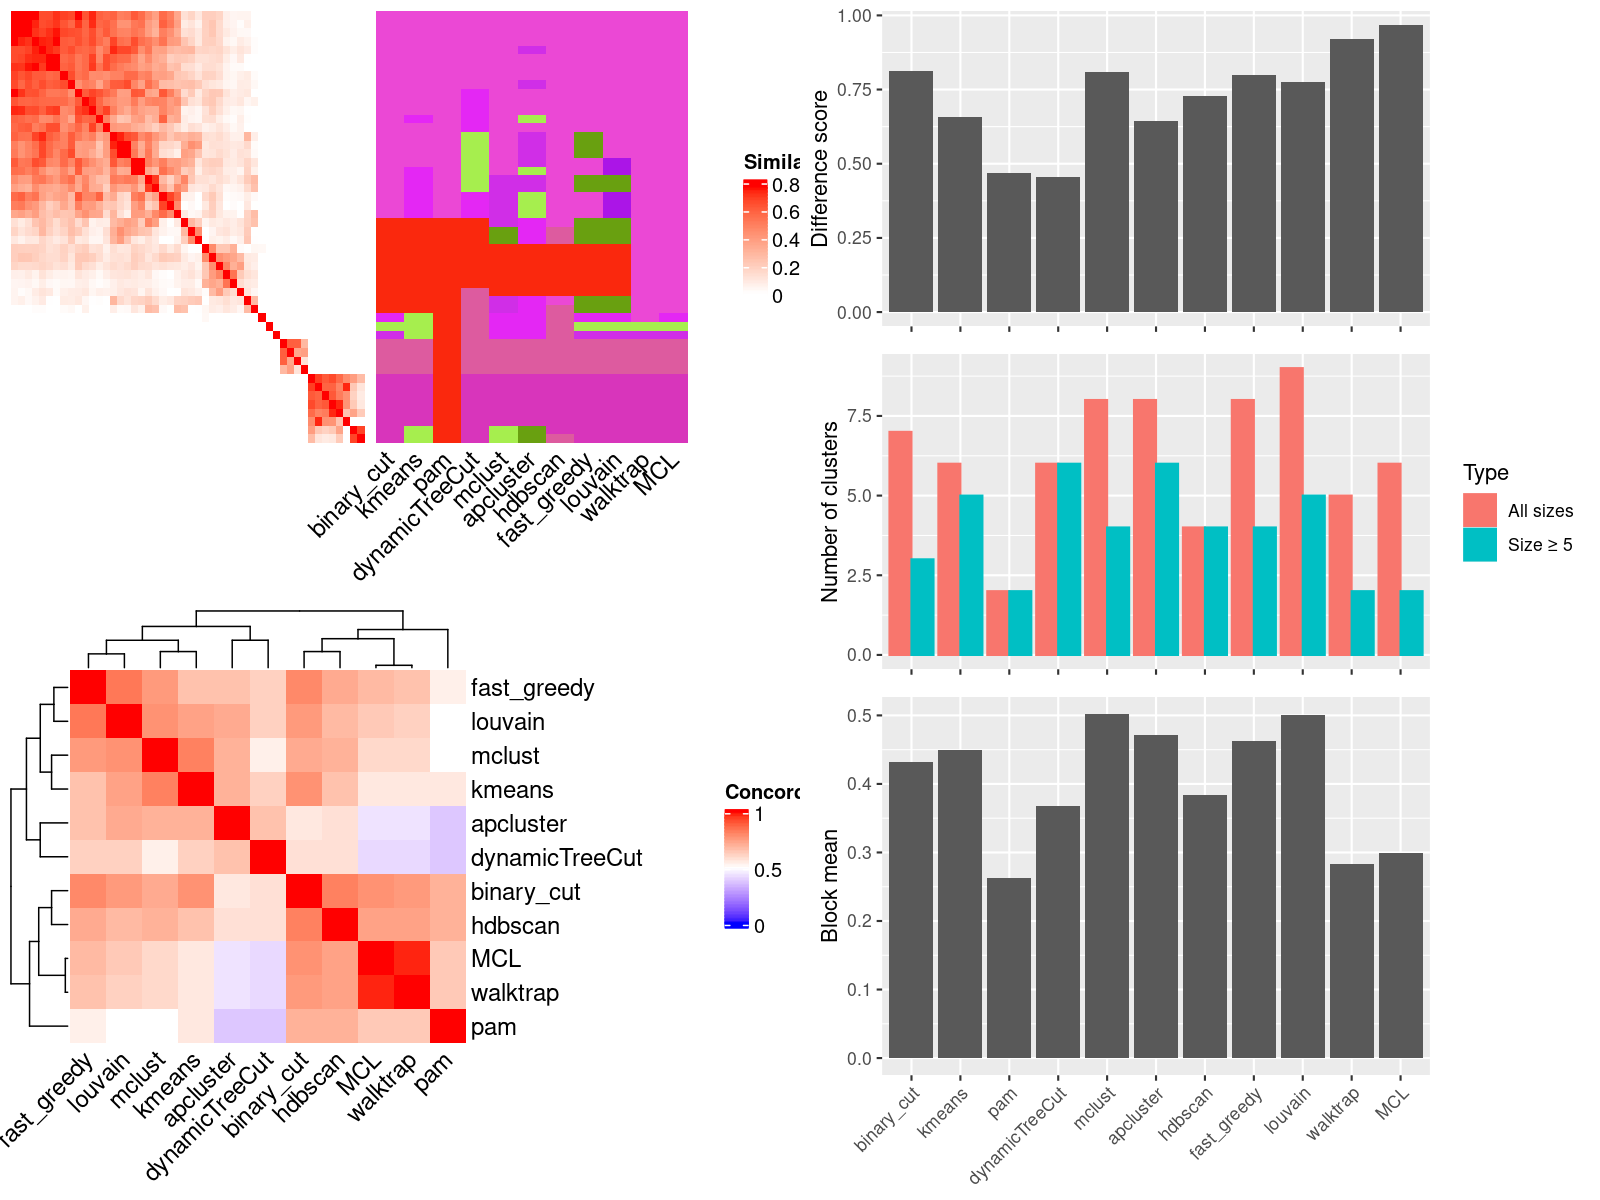 Simila
0.8
0.6
0.4
0.2
0
binary_cut
kmeans
pam
dynamicTreeCut
mclust
apcluster
hdbscan
fast_greedy
louvain
walktrap
MCL
fast_greedy
louvain
mclust
kmeans
apcluster
dynamicTreeCut
binary_cut
hdbscan
MCL
walktrap
pam
fast_greedy
louvain
mclust
kmeans
apcluster
dynamicTreeCut
binary_cut
hdbscan
MCL
walktrap
pam
Concord
1
0.5
0
Difference score
1.00
0.75
0.50
0.25
0.00
Number of clusters
7.5
5.0
2.5
0.0
Type
All sizes
Size ≥ 5
Block mean
0.5
0.4
0.3
0.2
0.1
0.0
binary_cut
kmeans
pam
dynamicTreeCut
mclust
apcluster
hdbscan
fast_greedy
louvain
walktrap
MCL